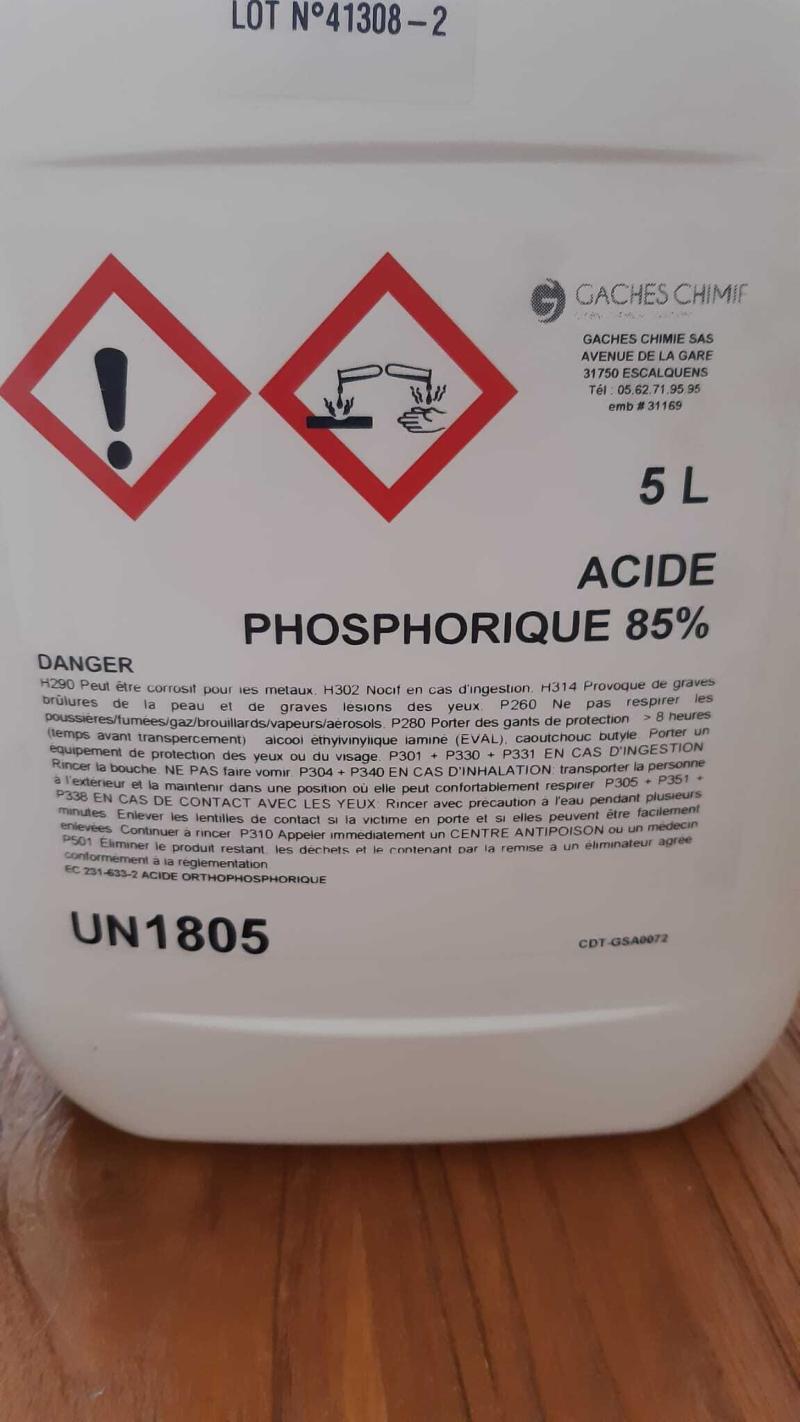 LOT N°41308-2
GACHES CHIMIE
GACHES CHIMIE SAS
AVENUE DE LA GARE
31750 ESCALQUENS
Tél : 05.62.71.95.95
emb # 31169
5 L
ACIDE
PHOSPHORIQUE 85%
DANGER
H290 Peut être corrosif pour les métaux. H302 Nocif en cas d'ingestion. H314 Provoque de graves
brûlures de la peau et de graves lésions des yeux. P260 Ne pas respirer les
poussières/fumées/gaz/brouillards/vapeurs/aérosols. P280 Porter des gants de protection > 8 heures
(temps avant transpercement) alcool éthylvinylique laminé (EVAL), caoutchouc butyle. Porter un
équipement de protection des yeux ou du visage. P301 + P330 + P331 EN CAS D'INGESTION
Rincer la bouche. NE PAS faire vomir. P304 + P340 EN CAS D'INHALATION: transporter la personne
à l'extérieur et la maintenir dans une position où elle peut confortablement respirer P305 + P351 +
P338 EN CAS DE CONTACT AVEC LES YEUX: Rincer avec précaution à l'eau pendant plusieurs
minutes. Enlever les lentilles de contact si la victime en porte et si elles peuvent être facilement
enlevées. Continuer à rincer. P310 Appeler immédiatement un CENTRE ANTIPOISON ou un médecin
P501 Éliminer le produit restant, les déchets et le contenant par la remise à un éliminateur agréé
conformément à la réglementation
EC 231-633-2 ACIDE ORTHOPHOSPHORIQUE
UN1805
CDT-GSA0072